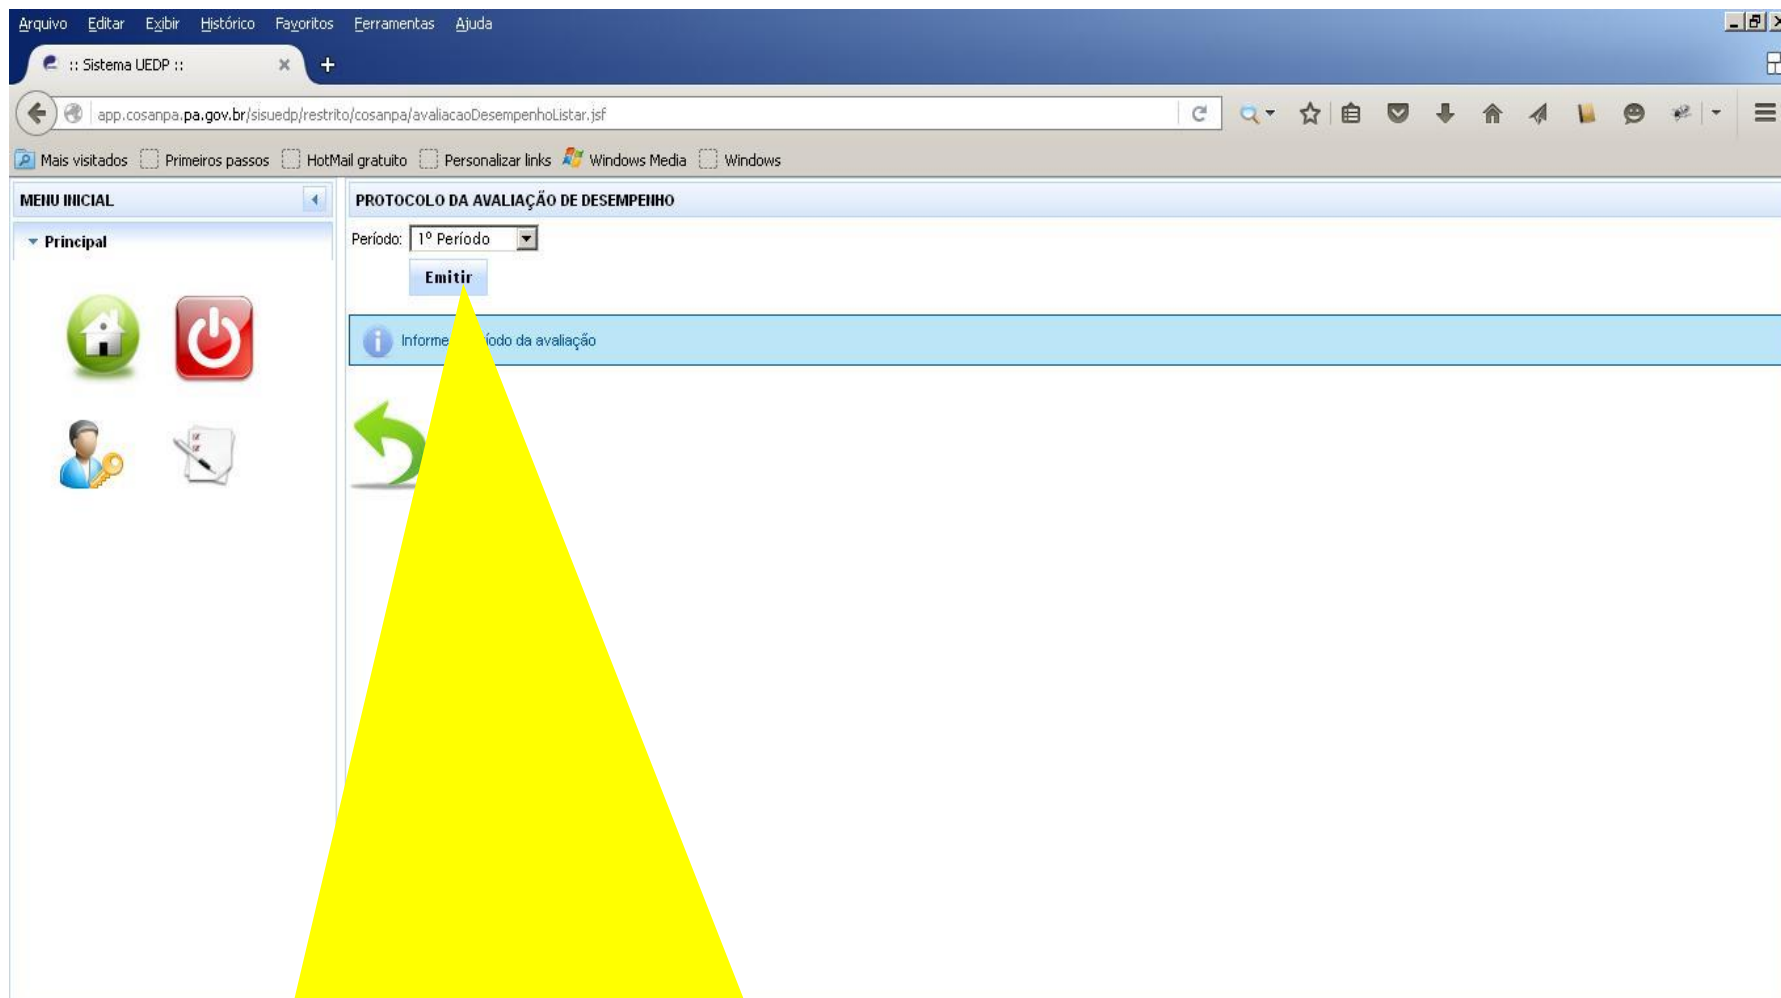 Arquivo Editar Exibir Histórico Favoritos Ferramentas Ajuda
:: Sistema UEDP ::
app.cosanpa.pa.gov.br/sisuedp/restrito/cosanpa/avaliacaoDesempenhoListar.jsf
Mais visitados Primeiros passos HotMail gratuito Personalizar links Windows Media Windows
MENU INICIAL
PROTOCOLO DA AVALIAÇÃO DE DESEMPENHO
Principal
Período: 1º Período
Emitir
Informe da avaliação